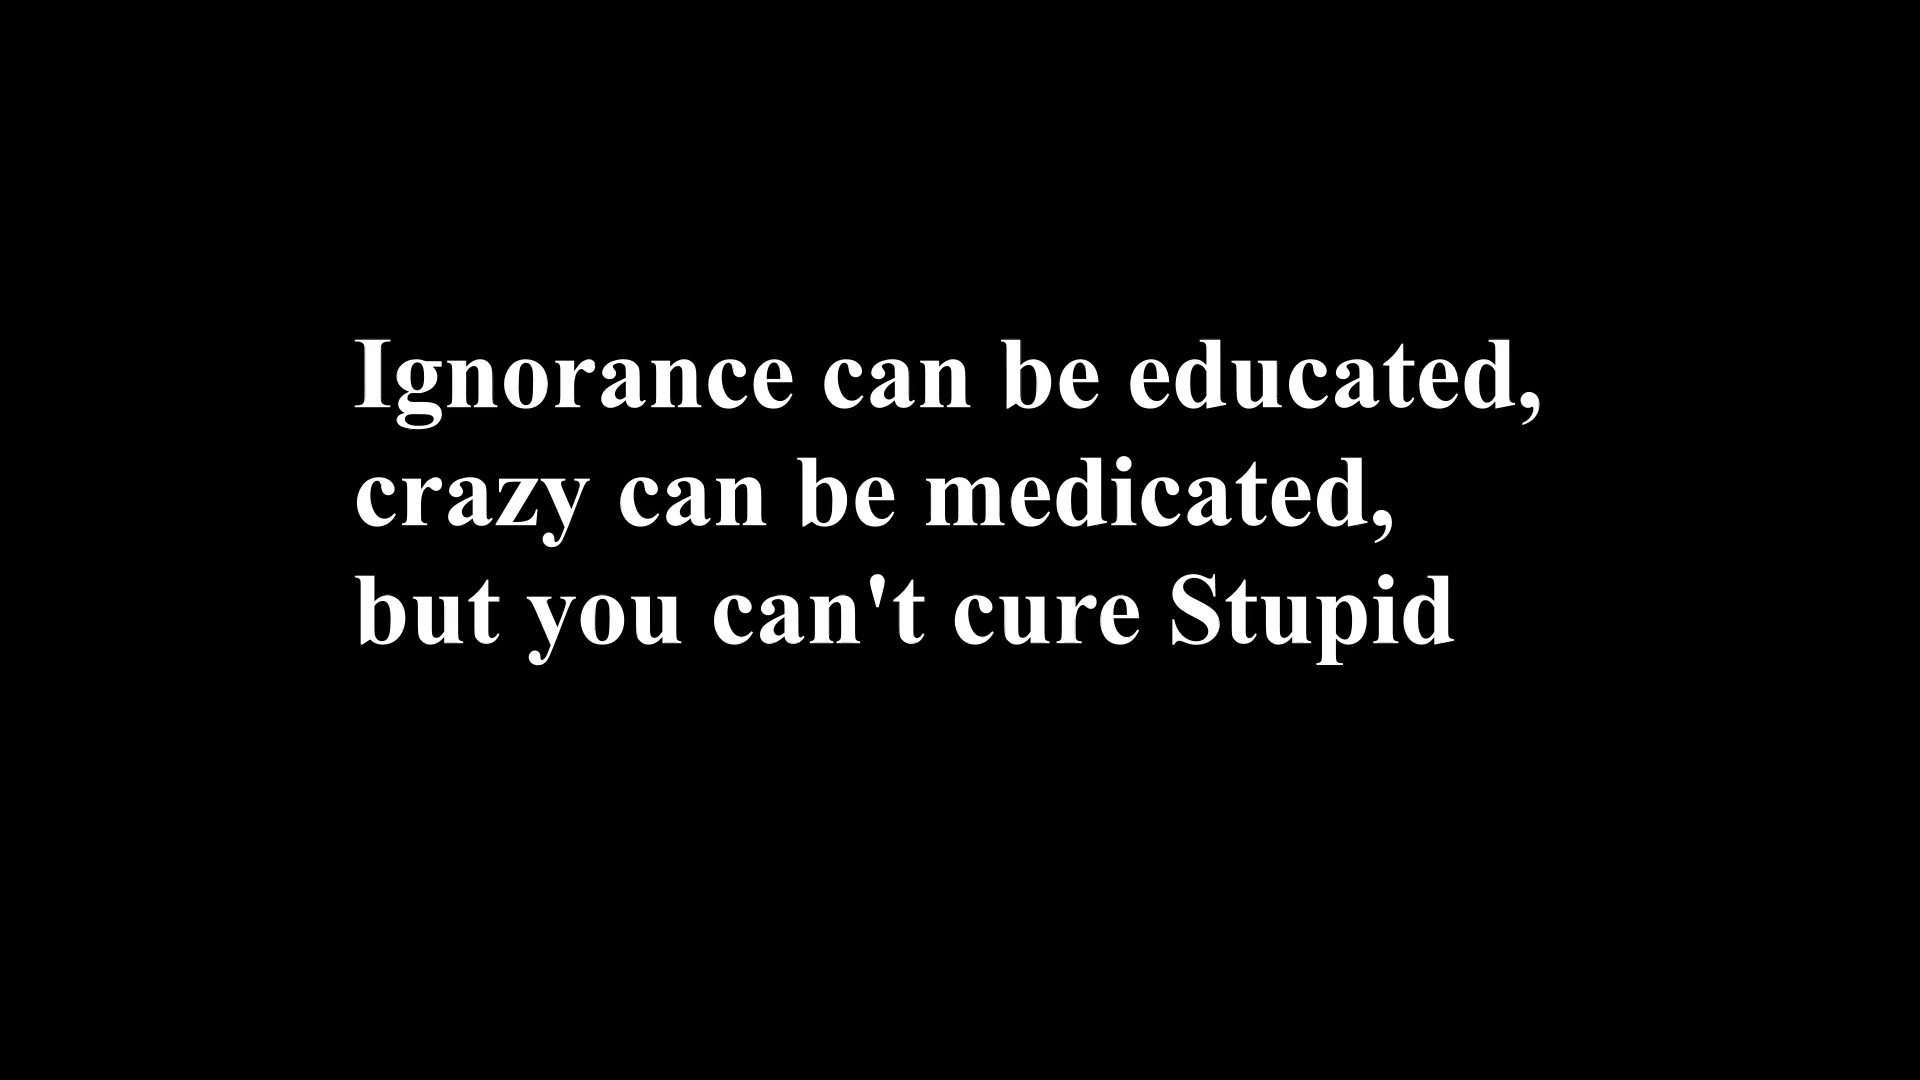 Ignorance can be educated,
crazy can be medicated,
but you can't cure Stupid